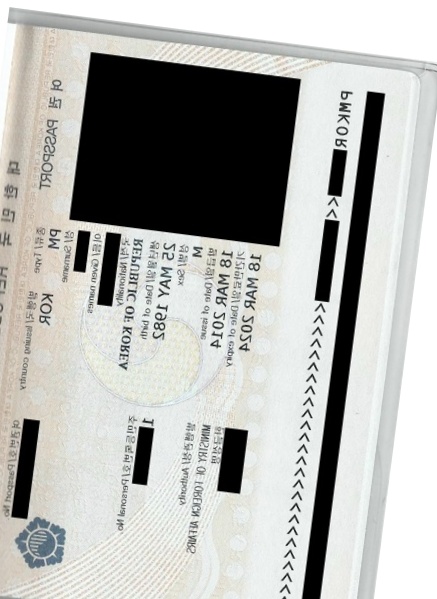 대한민국
여권 PASSPORT
종류/Type
PM
발행국/Issuing country
KOR
여권번호/Passport No
성/Surname
이름/Given names
국적/Nationality
REPUBLIC OF KOREA
생년월일/Date of birth
25 MAY 1982
주민등록번호/Personal No
1
성별/Sex
M
발급일/Date of issue
18 MAR 2014
발행관청/Authority
MINISTRY OF FOREIGN AFFAIRS
기간만료일/Date of expiry
18 MAR 2024
한글성명
PMKOR
<<